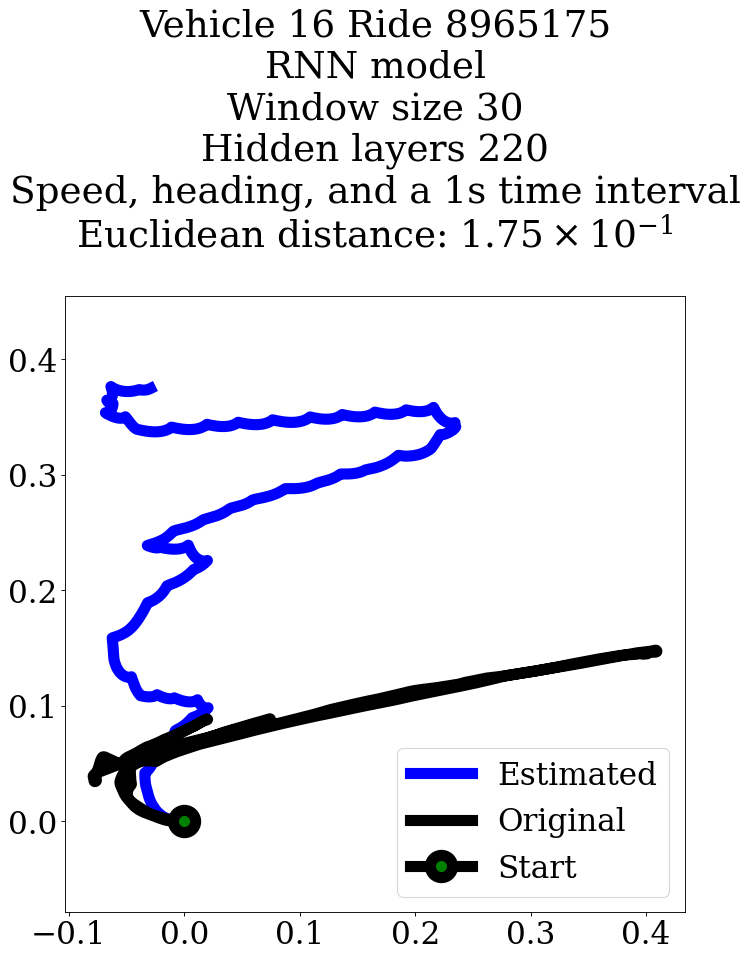 Vehicle 16 Ride 8965175
RNN model
Window size 30
Hidden layers 220
Speed, heading, and a 1s time interval
Euclidean distance: 1.75 × 10⁻¹
0.4
0.3
0.2
0.1
0.0
Estimated
Original
Start
−0.1 0.0 0.1 0.2 0.3 0.4